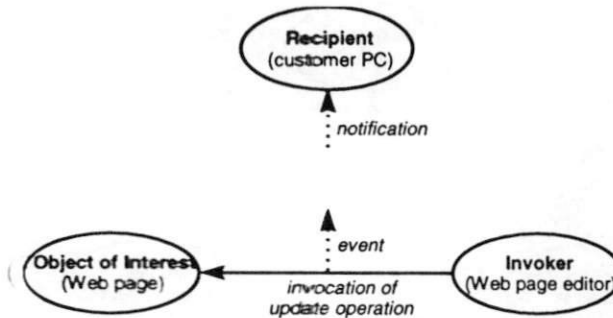 Recipient
(customer PC)
notification
event
Object of Interest
(Web page)
Invoker
(Web page editor)
invocation of
update operation